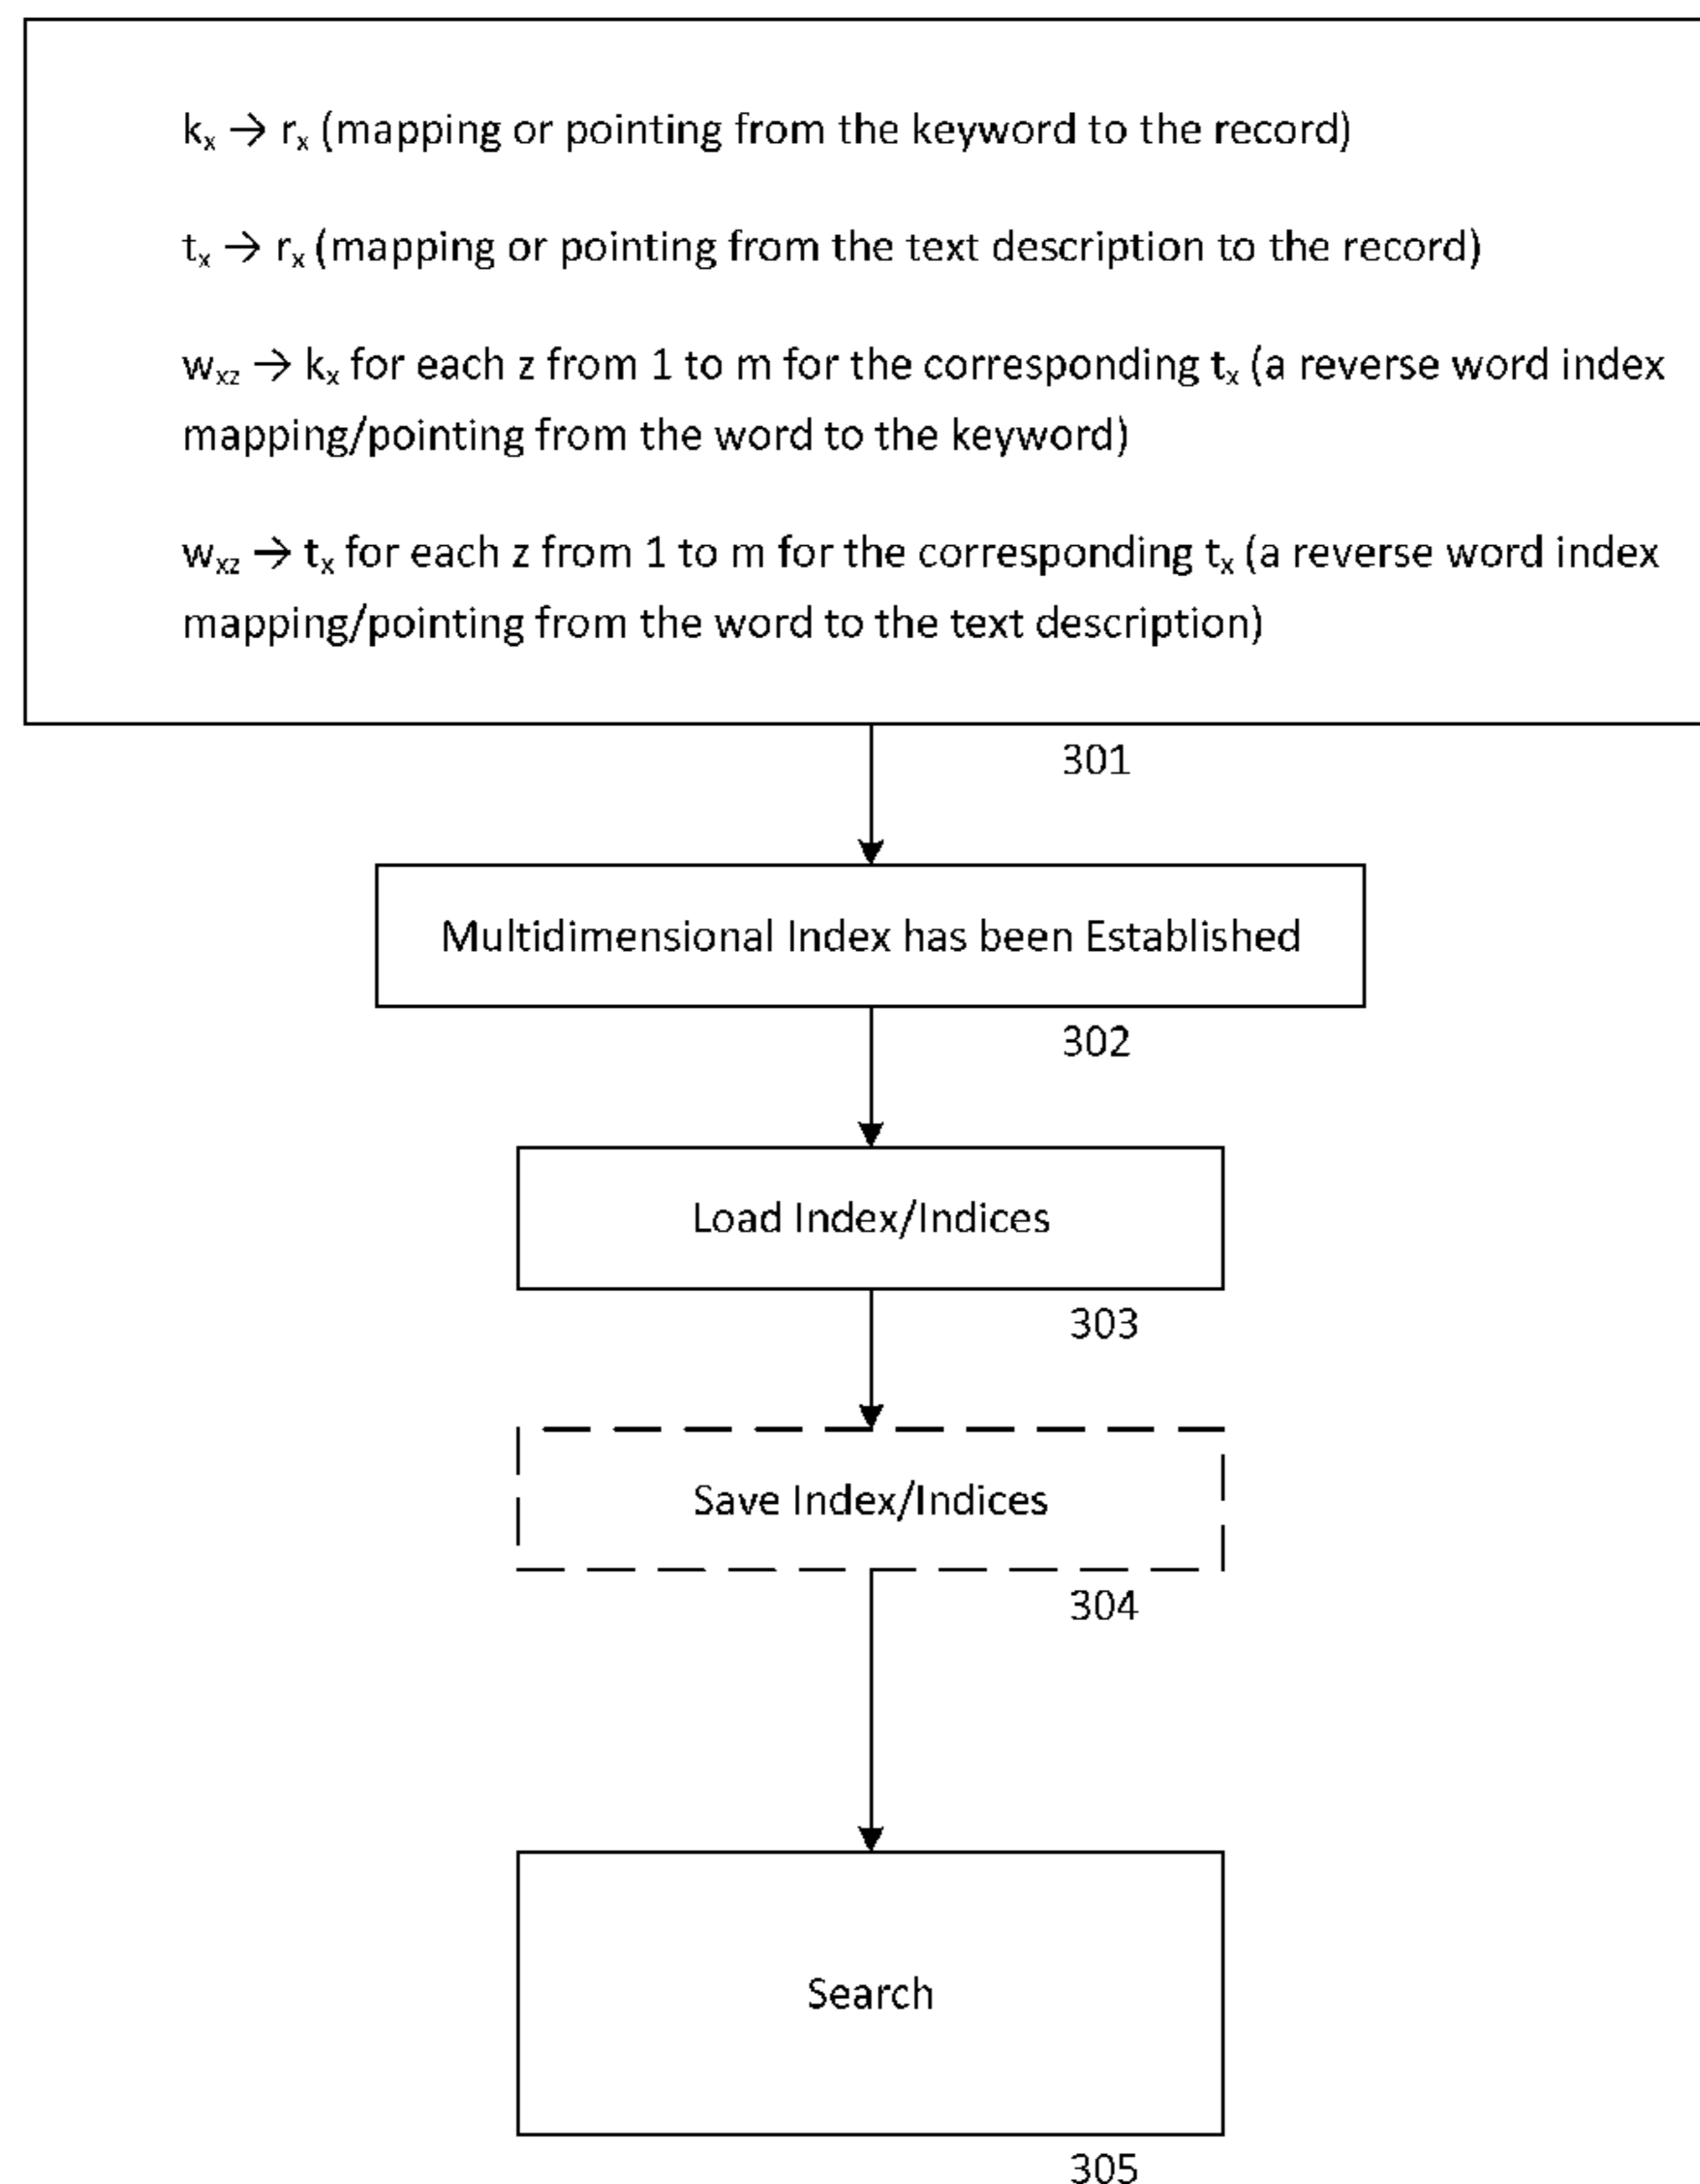 kₓ → rₓ (mapping or pointing from the keyword to the record)
tₓ → rₓ (mapping or pointing from the text description to the record)
w_xz → kₓ for each z from 1 to m for the corresponding tₓ (a reverse word index
mapping/pointing from the word to the keyword)
w_xz → tₓ for each z from 1 to m for the corresponding tₓ (a reverse word index
mapping/pointing from the word to the text description)
301
Multidimensional Index has been Established
302
Load Index/Indices
303
Save Index/Indices
304
Search
305